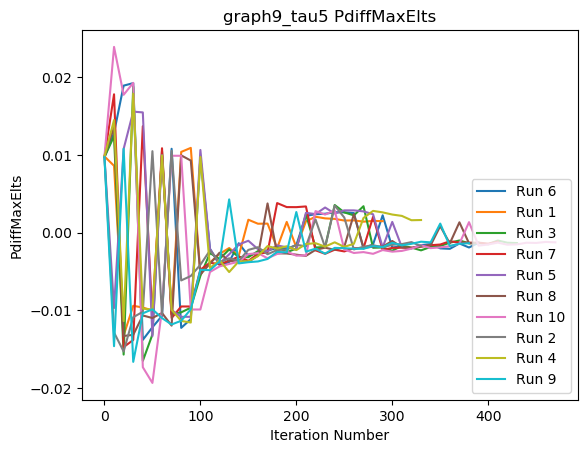 graph9_tau5 PdiffMaxElts
PdiffMaxElts
0.02
0.01
0.00
−0.01
−0.02
0
100
200
300
400
Iteration Number
Run 6
Run 1
Run 3
Run 7
Run 5
Run 8
Run 10
Run 2
Run 4
Run 9